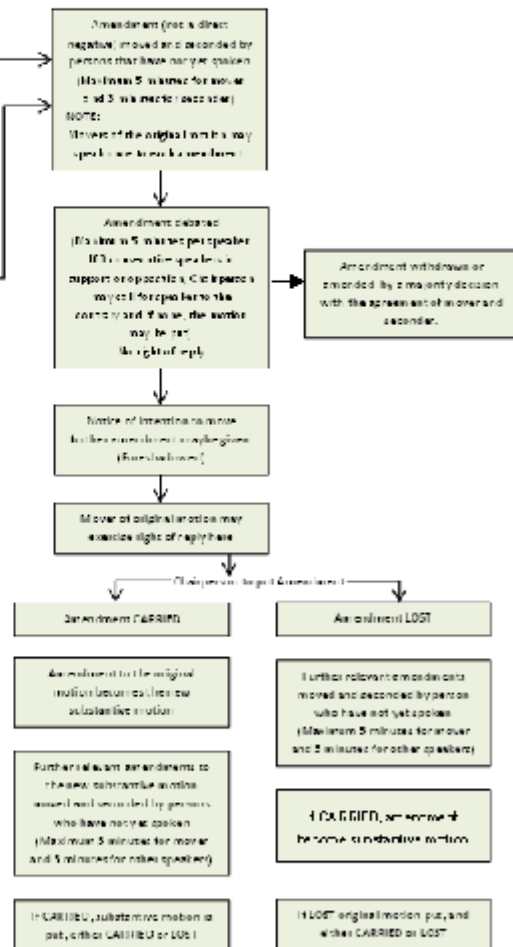 Amendment (not a direct
negative) moved and seconded by
persons that have not yet spoken
(Maximum 5 minutes for mover
and 3 minutes for seconder)
NOTE:
Movers of the original motion may
speak once to each amendment
Amendment debated
(Maximum 5 minutes per speaker
If 3 consecutive speakers in
support or opposition, Chairperson
may call for speaker to the
contrary and if none, the motion
may be put)
No right of reply
Amendment withdrawn or
amended by a majority decision
with the agreement of mover and
seconder.
Notice of intention to move
further amendment may be given
(Foreshadowed)
Mover of original motion may
exercise right of reply here
Chairperson to put Amendment
Amendment CARRIED
Amendment LOST
Amendment to the original
motion becomes the new
substantive motion
Further relevant amendments
moved and seconded by person
who have not yet spoken
(Maximum 5 minutes for mover
and 5 minutes for other speakers)
Further relevant amendments to
the new substantive motion
moved and seconded by persons
who have not yet spoken
(Maximum 5 minutes for mover
and 5 minutes for other speakers)
If CARRIED, amendment
become substantive motion
If CARRIED, substantive motion is
put, either CARRIED or LOST
If LOST original motion put, and
either CARRIED or LOST